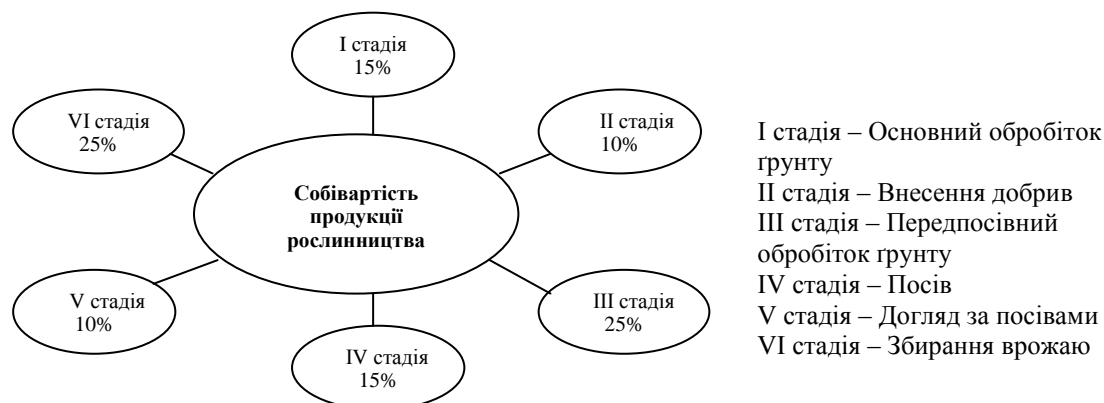 І стадія
15%
VI стадія
25%
ІІ стадія
10%
Собівартість
продукції
рослинництва
V стадія
10%
ІІІ стадія
25%
IV стадія
15%
І стадія – Основний обробіток
ґрунту
ІІ стадія – Внесення добрив
ІІІ стадія – Передпосівний
обробіток ґрунту
IV стадія – Посів
V стадія – Догляд за посівами
VI стадія – Збирання врожаю